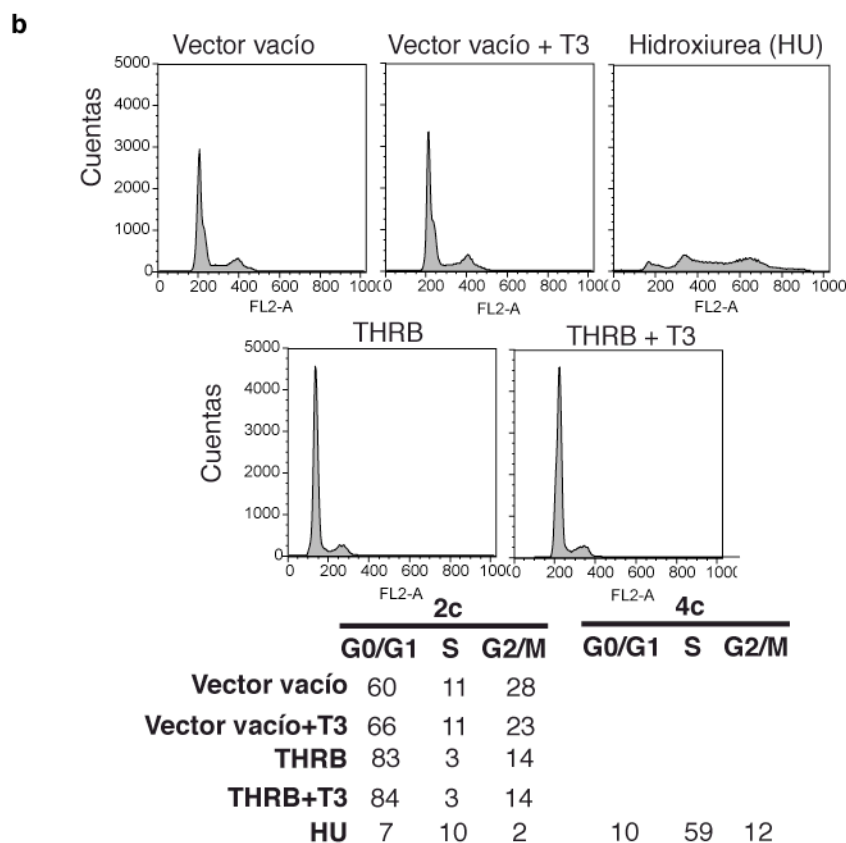 b
Vector vacío Vector vacío + T3 Hidroxiurea (HU)
Cuentas
5000
4000
3000
2000
1000
0
0 200 400 600 800 1000 0 200 400 600 800 1000 0 200 400 600 800 1000
FL2-A FL2-A FL2-A
THRB THRB + T3
Cuentas
5000
4000
3000
2000
1000
0
0 200 400 600 800 1000 0 200 400 600 800 1000
FL2-A FL2-A
2c 4c
G0/G1 S G2/M G0/G1 S G2/M
Vector vacío 60 11 28
Vector vacío+T3 66 11 23
THRB 83 3 14
THRB+T3 84 3 14
HU 7 10 2 10 59 12